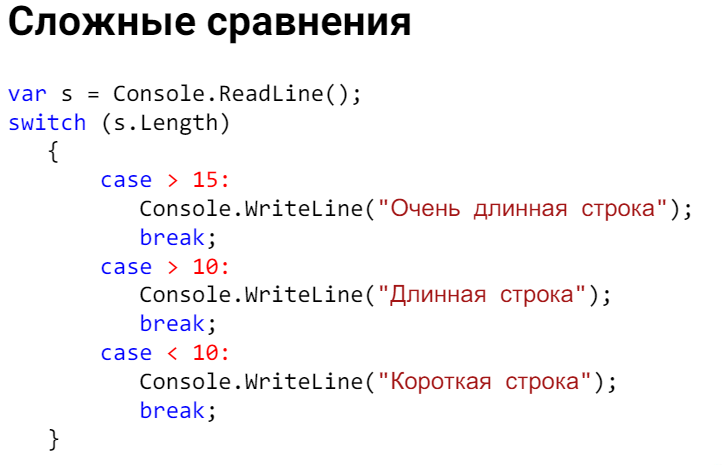 Сложные сравнения
var s = Console.ReadLine();
switch (s.Length)
{
case > 15:
Console.WriteLine("Очень длинная строка");
break;
case > 10:
Console.WriteLine("Длинная строка");
break;
case < 10:
Console.WriteLine("Короткая строка");
break;
}